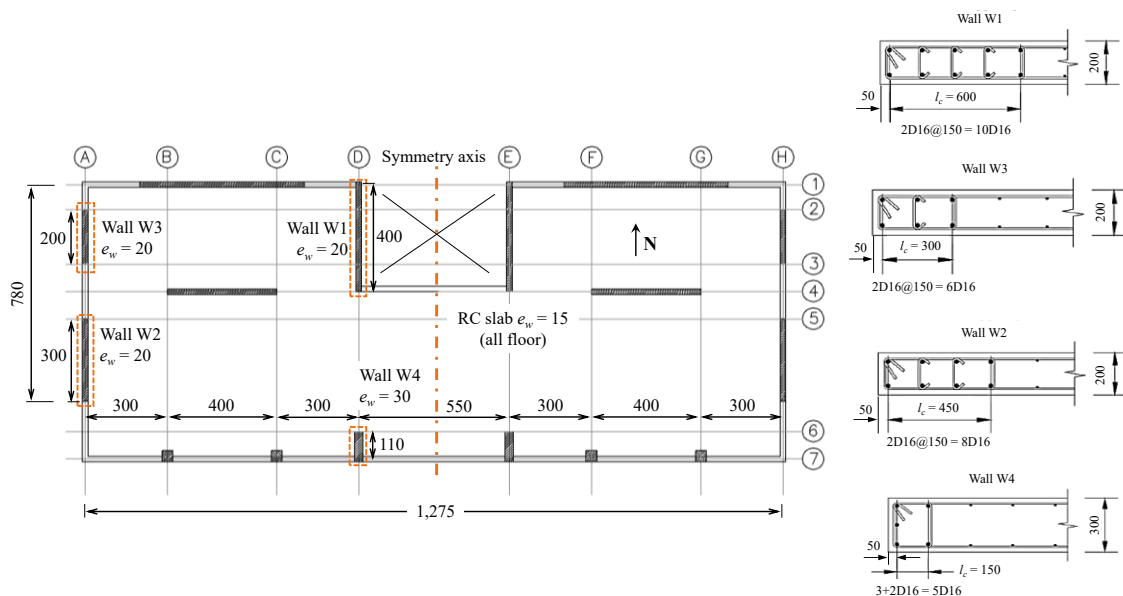 Wall W1
200
50
l_c = 600
2D16@150 = 10D16
Symmetry axis
A
B
C
D
E
F
G
H
1
2
3
4
5
6
7
Wall W3
e_w = 20
Wall W1
e_w = 20
400
200
780
N
RC slab e_w = 15
(all floor)
Wall W2
e_w = 20
300
Wall W4
e_w = 30
300
400
300
550
300
400
300
110
1,275
Wall W3
200
50
l_c = 300
2D16@150 = 6D16
Wall W2
200
50
l_c = 450
2D16@150 = 8D16
Wall W4
300
50
l_c = 150
3+2D16 = 5D16